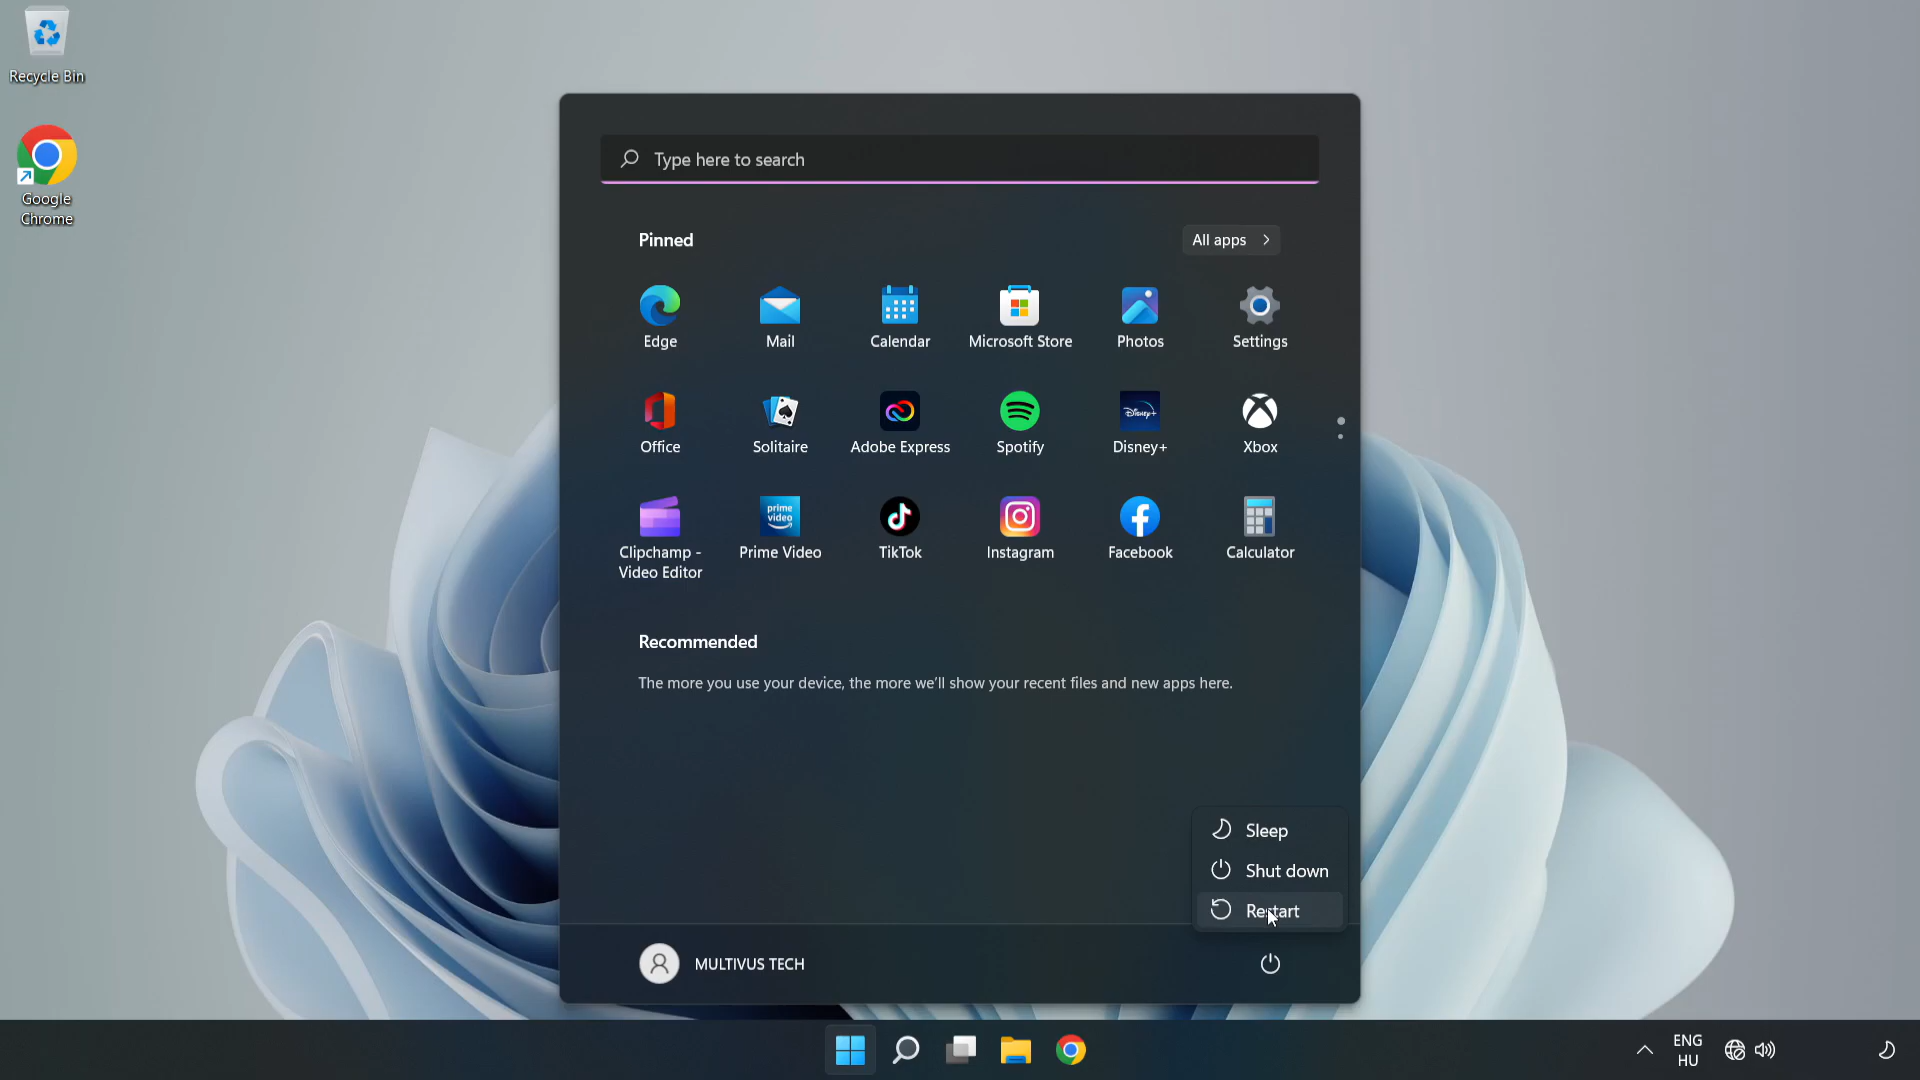 Recycle Bin
Google
Chrome
Type here to search
Pinned
All apps
Edge
Mail
Calendar
Microsoft Store
Photos
Settings
Office
Solitaire
Adobe Express
Disney+
Spotify
Disney+
Xbox
prime
video
Clipchamp -
Video Editor
Prime Video
TikTok
Instagram
Facebook
Calculator
Recommended
The more you use your device, the more we'll show your recent files and new apps here.
Sleep
Shut down
Restart
MULTIVUS TECH
ENG
HU